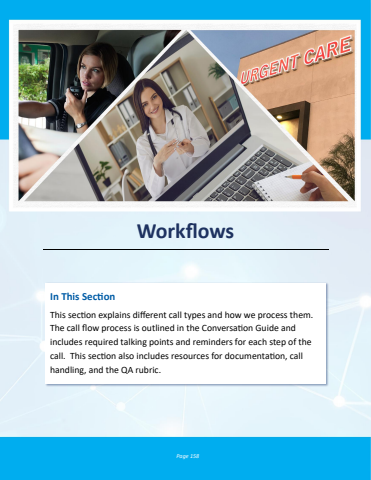 URGENT CARE
Workflows
In This Section
This section explains different call types and how we process them.
The call flow process is outlined in the Conversation Guide and
includes required talking points and reminders for each step of the
call.  This section also includes resources for documentation, call
handling, and the QA rubric.
Page 158